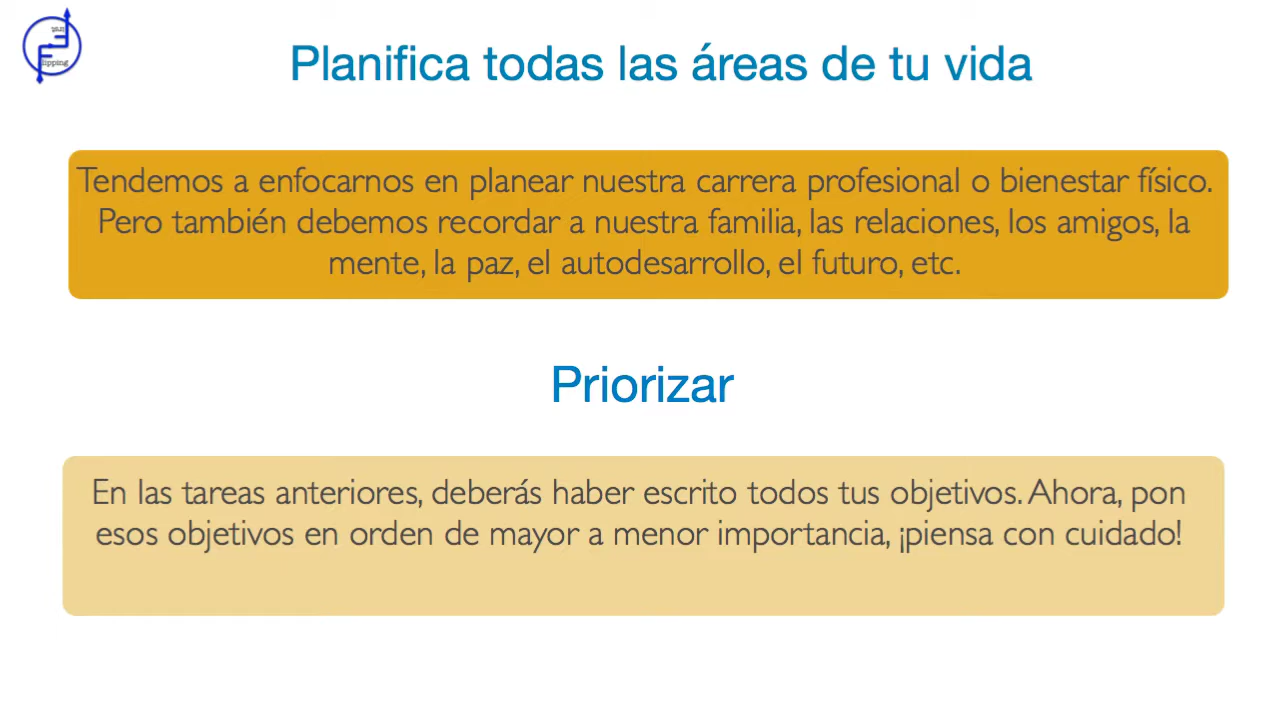 lipping
Planifica todas las áreas de tu vida
Tendemos a enfocarnos en planear nuestra carrera profesional o bienestar físico.
Pero también debemos recordar a nuestra familia, las relaciones, los amigos, la
mente, la paz, el autodesarrollo, el futuro, etc.
Priorizar
En las tareas anteriores, deberás haber escrito todos tus objetivos. Ahora, pon
esos objetivos en orden de mayor a menor importancia, ¡piensa con cuidado!